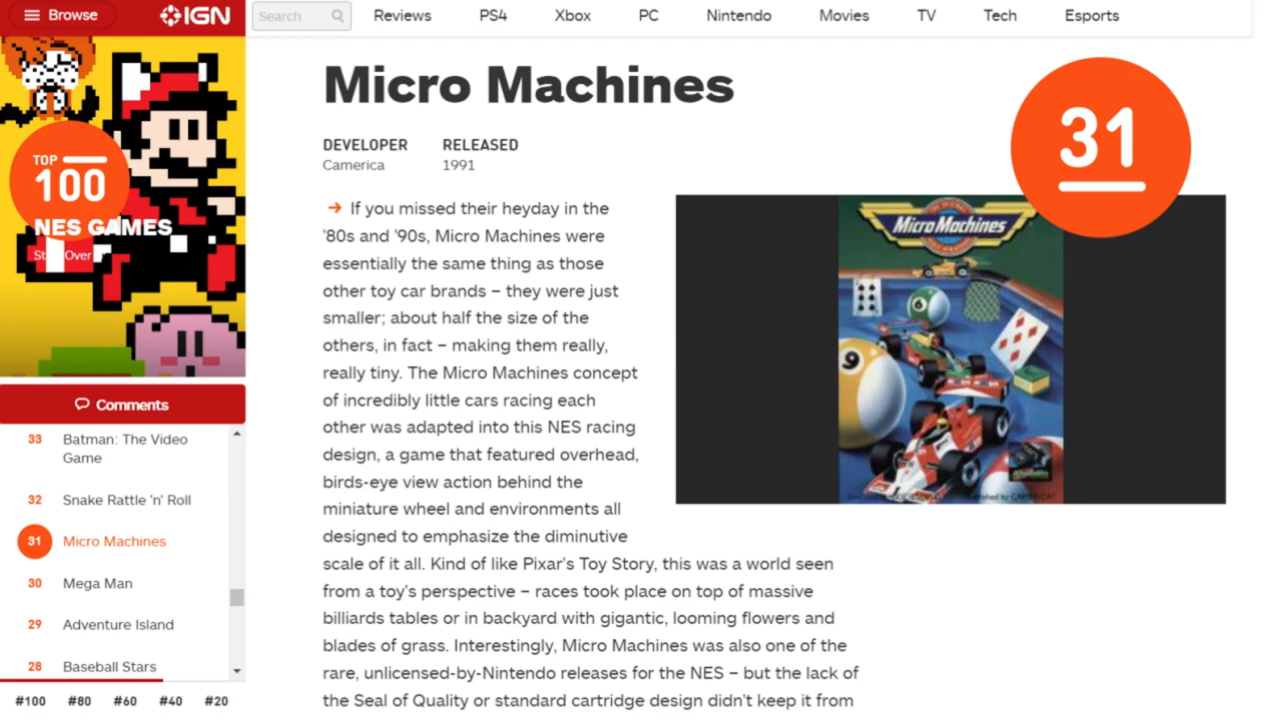 Browse
IGN
Search
Reviews
PS4
Xbox
PC
Nintendo
Movies
TV
Tech
Esports
TOP
100
NES GAMES
Comments
33 Batman: The Video
Game
32 Snake Rattle 'n' Roll
31 Micro Machines
30 Mega Man
29 Adventure Island
28 Baseball Stars
#100 #80 #60 #40 #20
Micro Machines
31
DEVELOPER RELEASED
Camerica 1991
→ If you missed their heyday in the
'80s and '90s, Micro Machines were
essentially the same thing as those
other toy car brands – they were just
smaller; about half the size of the
others, in fact – making them really,
really tiny. The Micro Machines concept
of incredibly little cars racing each
other was adapted into this NES racing
design, a game that featured overhead,
birds-eye view action behind the
miniature wheel and environments all
designed to emphasize the diminutive
scale of it all. Kind of like Pixar's Toy Story, this was a world seen
from a toy's perspective – races took place on top of massive
billiards tables or in backyard with gigantic, looming flowers and
blades of grass. Interestingly, Micro Machines was also one of the
rare, unlicensed-by-Nintendo releases for the NES – but the lack of
the Seal of Quality or standard cartridge design didn't keep it from
Micro Machines
6
9